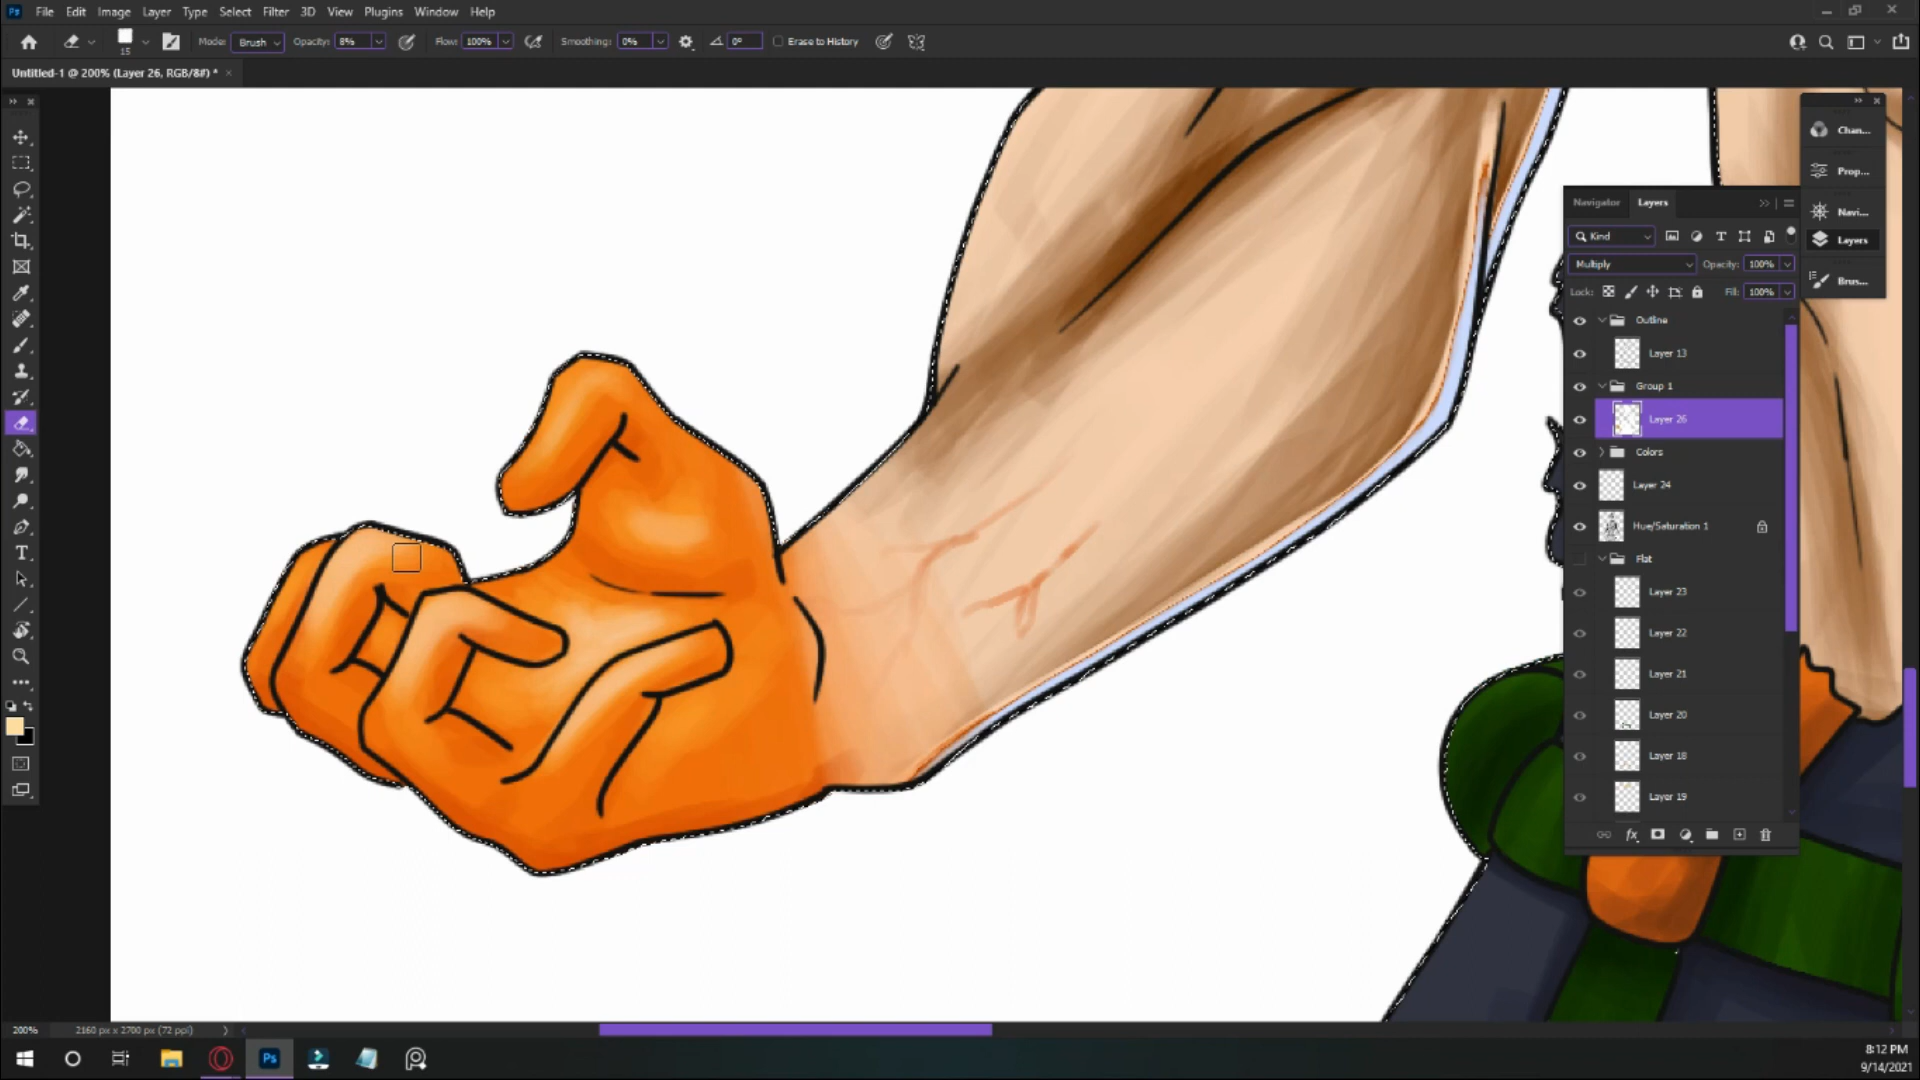 Ps File Edit Image Layer Type Select Filter 3D View Plugins Window Help
15 Mode: Brush Opacity: 8% Flow: 100% Smoothing: 0% 0° Erase to History
Untitled-1 @ 200% (Layer 26, RGB/8#) *
Chan...
Prop...
Navi...
Layers
Brus...
Navigator Layers
Kind
Multiply Opacity: 100%
Lock: Fill: 100%
Outline
Layer 13
Group 1
Layer 26
Colors
Layer 24
Hue/Saturation 1
Flat
Layer 23
Layer 22
Layer 21
Layer 20
Layer 18
Layer 19
fx
200% 2160 px x 2700 px (72 ppi)
Ps
8:12 PM
9/14/2021